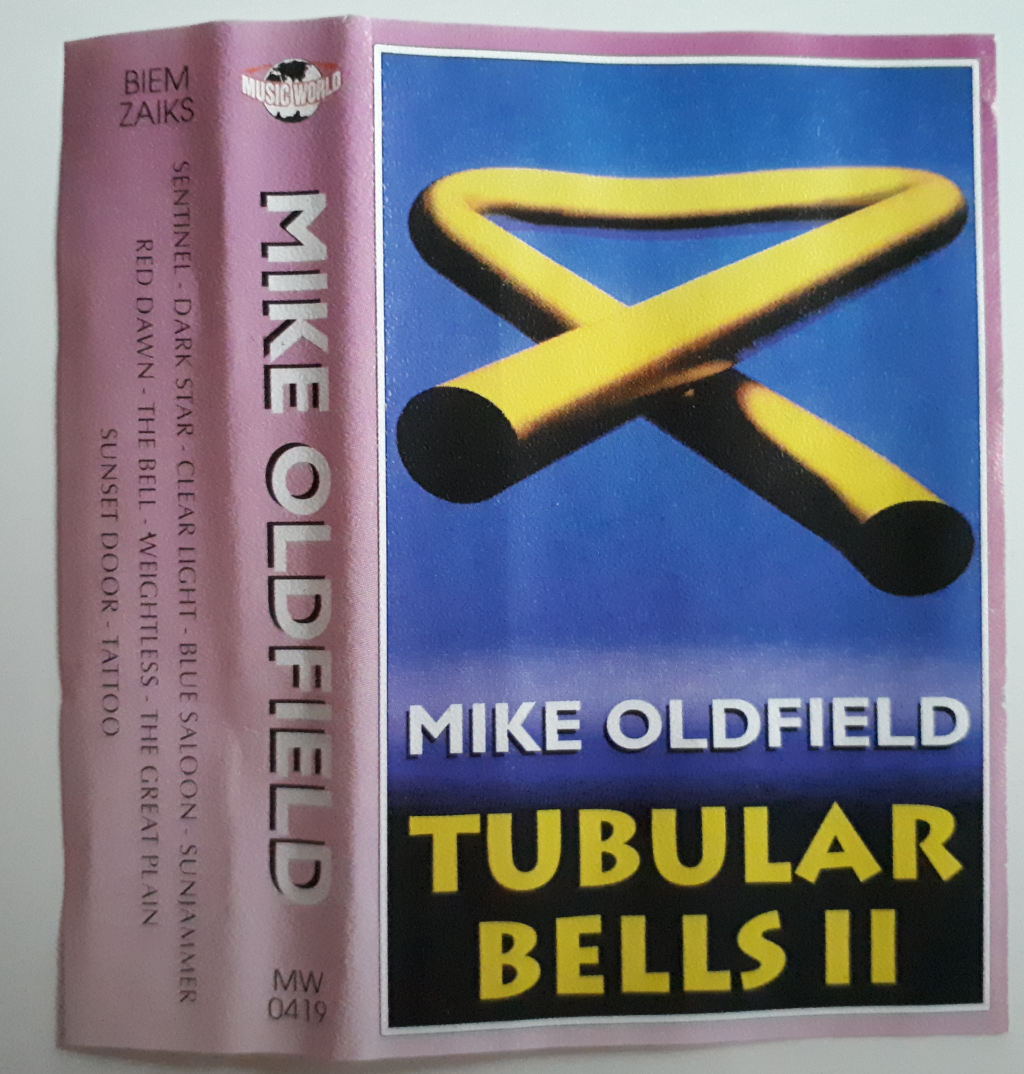 BIEM
ZAIKS
SENTINEL - DARK STAR - CLEAR LIGHT - BLUE SALOON - SUNJAMMER
RED DAWN - THE BELL - WEIGHTLESS - THE GREAT PLAIN
SUNSET DOOR - TATTOO
MUSIC WORLD
MIKE OLDFIELD
MW
0419
MIKE OLDFIELD
TUBULAR
BELLS II